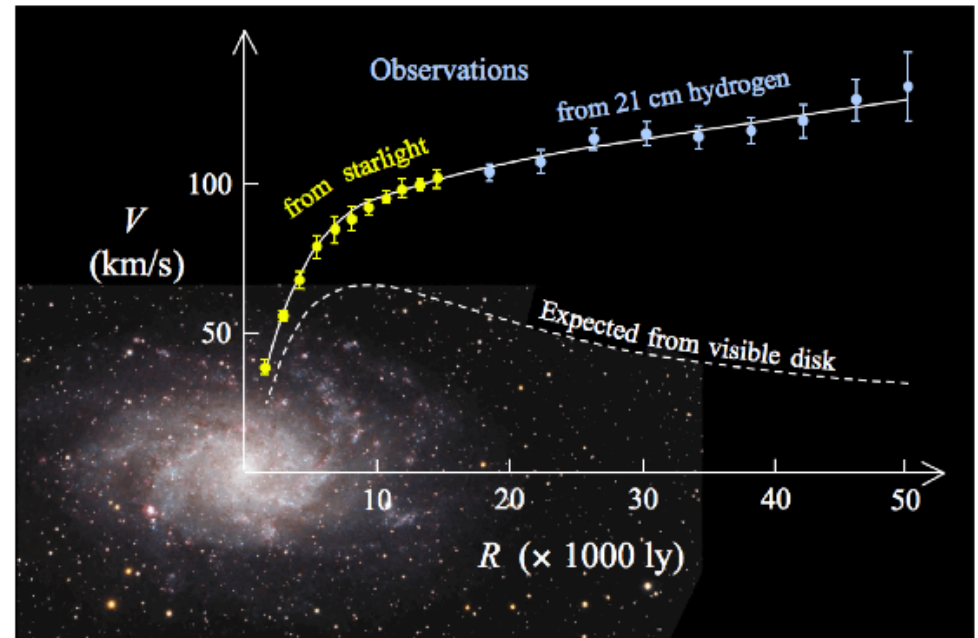 Observations
from 21 cm hydrogen
from starlight
100
V
(km/s)
50
Expected from visible disk
10
20
30
40
50
R (× 1000 ly)